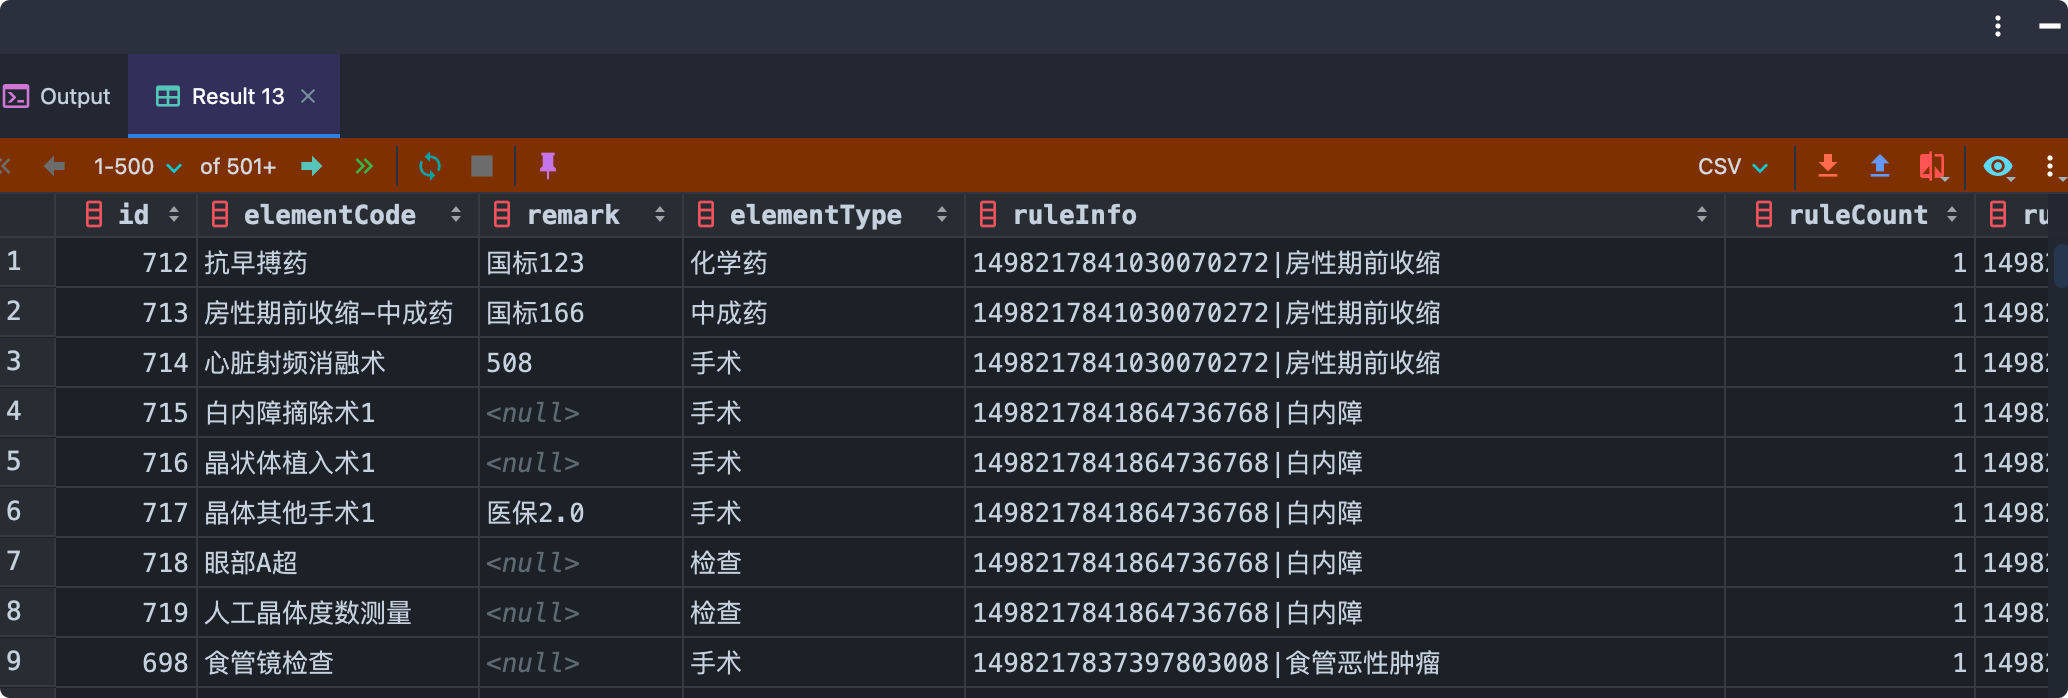 Output Result 13
1-500 of 501+ CSV
id elementCode remark elementType ruleInfo ruleCount ru
1 712 抗早搏药 国标123 化学药 1498217841030070272|房性期前收缩 1 1498
2 713 房性期前收缩-中成药 国标166 中成药 1498217841030070272|房性期前收缩 1 1498
3 714 心脏射频消融术 508 手术 1498217841030070272|房性期前收缩 1 1498
4 715 白内障摘除术1 <null> 手术 1498217841864736768|白内障 1 1498
5 716 晶状体植入术1 <null> 手术 1498217841864736768|白内障 1 1498
6 717 晶体其他手术1 医保2.0 手术 1498217841864736768|白内障 1 1498
7 718 眼部A超 <null> 检查 1498217841864736768|白内障 1 1498
8 719 人工晶体度数测量 <null> 检查 1498217841864736768|白内障 1 1498
9 698 食管镜检查 <null> 手术 1498217837397803008|食管恶性肿瘤 1 1498